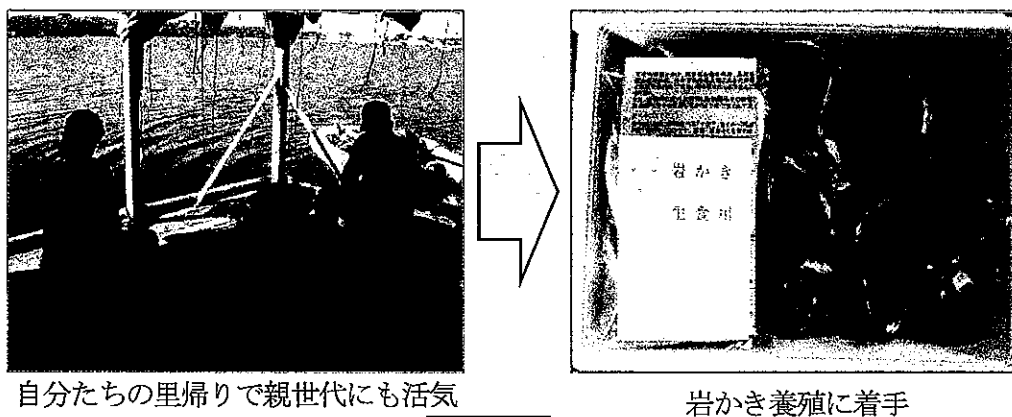 岩かき
生食用
自分たちの里帰りで親世代にも活気
岩かき養殖に着手